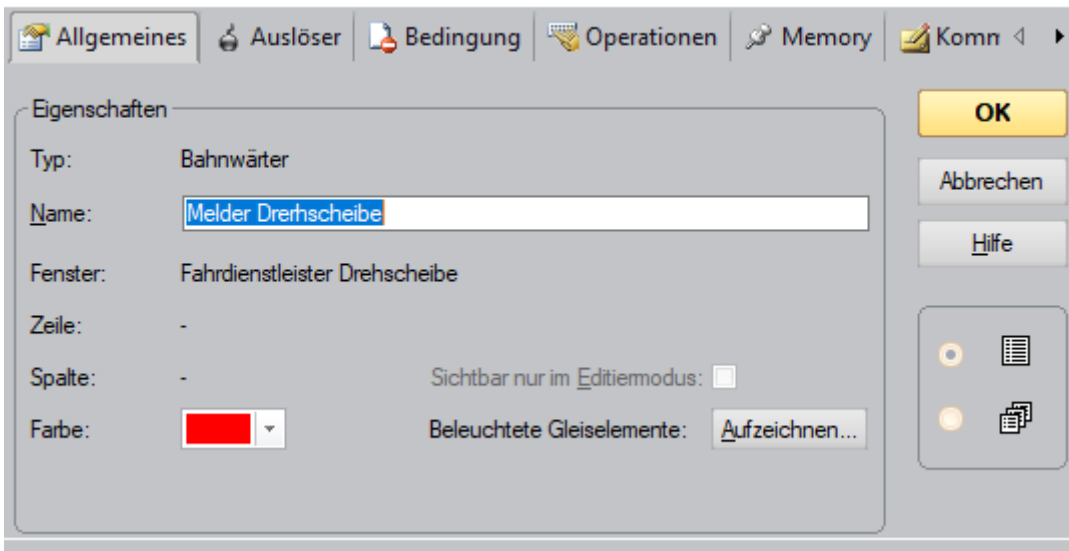 Allgemeines Auslöser Bedingung Operationen Memory Komm
Eigenschaften
OK
Typ: Bahnwärter
Abbrechen
Name: Melder Drerhscheibe
Hilfe
Fenster: Fahrdienstleister Drehscheibe
Zeile: -
Spalte: - Sichtbar nur im Editiermodus:
Farbe: Beleuchtete Gleiselemente: Aufzeichnen...